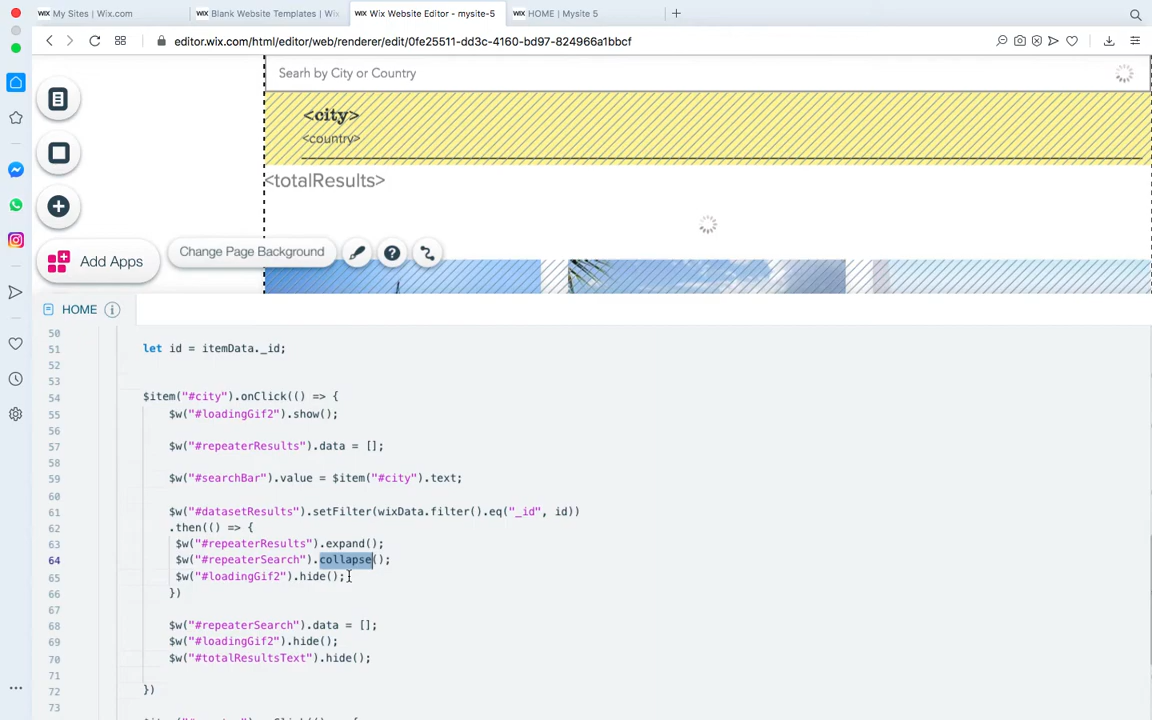 My Sites | Wix.com
Blank Website Templates | Wi
Wix Website Editor - mysite-5
HOME | Mysite 5
editor.wix.com/html/editor/web/renderer/edit/0fe25511-dd3c-4160-bd97-824966a1bbcf
Searh by City or Country
<city>
<country>
<totalResults>
Change Page Background
Add Apps
HOME
50
51 let id = itemData._id;
52
53
54 $item("#city").onClick(() => {
55 $w("#loadingGif2").show();
56
57 $w("#repeaterResults").data = [];
58
59 $w("#searchBar").value = $item("#city").text;
60
61 $w("#datasetResults").setFilter(wixData.filter().eq("_id", id))
62 .then(() => {
63 $w("#repeaterResults").expand();
64 $w("#repeaterSearch").collapse();
65 $w("#loadingGif2").hide();
66 })
67
68 $w("#repeaterSearch").data = [];
69 $w("#loadingGif2").hide();
70 $w("#totalResultsText").hide();
71
72 })
73